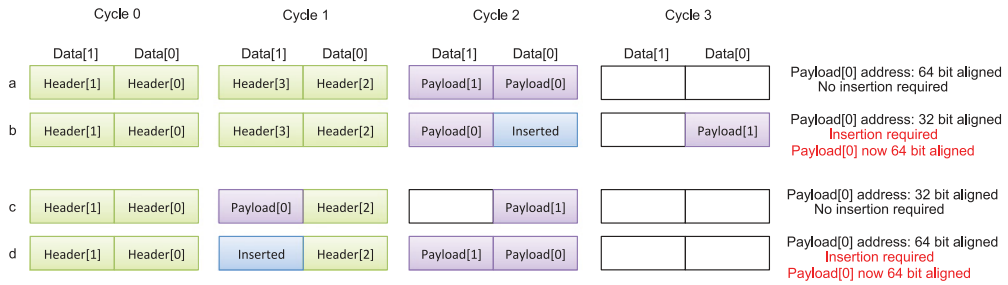 Cycle 0 Cycle 1 Cycle 2 Cycle 3
Data[1] Data[0] Data[1] Data[0] Data[1] Data[0] Data[1] Data[0]
a Header[1] Header[0] Header[3] Header[2] Payload[1] Payload[0] Payload[0] address: 64 bit aligned
No insertion required
b Header[1] Header[0] Header[3] Header[2] Payload[0] Inserted Payload[1] Payload[0] address: 32 bit aligned
Insertion required
Payload[0] now 64 bit aligned
c Header[1] Header[0] Payload[0] Header[2] Payload[1] Payload[0] address: 32 bit aligned
No insertion required
d Header[1] Header[0] Inserted Header[2] Payload[1] Payload[0] Payload[0] address: 64 bit aligned
Insertion required
Payload[0] now 64 bit aligned